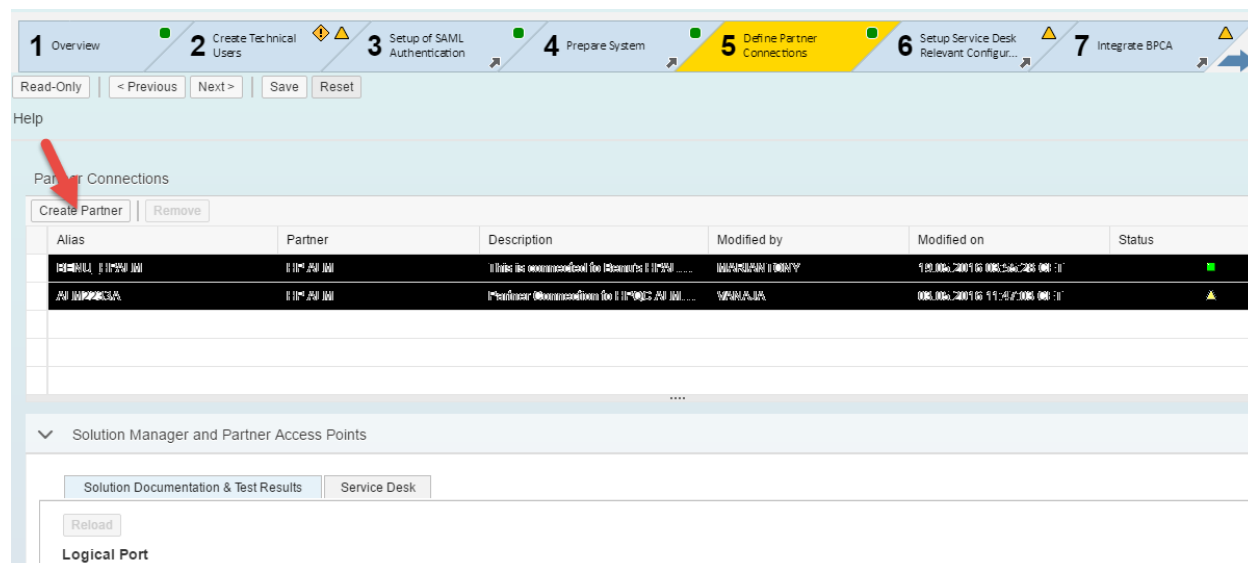 1 Overview
2 Create Technical Users
3 Setup of SAML Authentication
4 Prepare System
5 Define Partner Connections
6 Setup Service Desk Relevant Configur...
7 Integrate BPCA
Read-Only < Previous Next > Save Reset
Help
Connections
Create Partner Remove
Alias Partner Description Modified by Modified on Status
Solution Manager and Partner Access Points
Solution Documentation & Test Results Service Desk
Reload
Logical Port